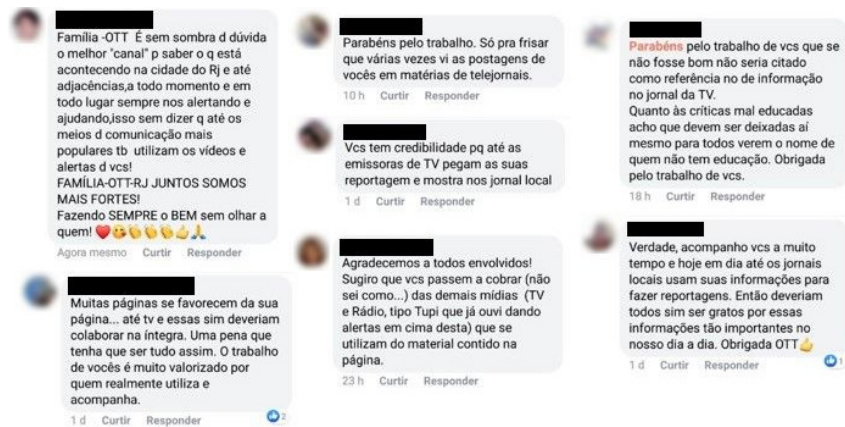 Família -OTT É sem sombra d dúvida
o melhor "canal" p saber o q está
acontecendo na cidade do Rj e até
adjacências,a todo momento e em
todo lugar sempre nos alertando e
ajudando,isso sem dizer q até os
meios d comunicação mais
populares tb utilizam os vídeos e
alertas d vcs!
FAMÍLIA-OTT-RJ JUNTOS SOMOS
MAIS FORTES!
Fazendo SEMPRE o BEM sem olhar a
quem! ❤️😘👏👏👏👍🙏
Agora mesmo Curtir Responder
Muitas páginas se favorecem da sua
página... até tv e essas sim deveriam
colaborar na íntegra. Uma pena que
tenha que ser tudo assim. O trabalho
de vocês é muito valorizado por
quem realmente utiliza e
acompanha.
1 d Curtir Responder 2
Parabéns pelo trabalho. Só pra frisar
que várias vezes vi as postagens de
vocês em matérias de telejornais.
10 h Curtir Responder
Vcs tem credibilidade pq até as
emissoras de TV pegam as suas
reportagem e mostra nos jornal local
1 d Curtir Responder
Agradecemos a todos envolvidos!
Sugiro que vcs passem a cobrar (não
sei como...) das demais mídias (TV
e Rádio, tipo Tupi que já ouvi dando
alertas em cima desta) que se
utilizam do material contido na
página.
23 h Curtir Responder
Parabéns pelo trabalho de vcs que se
não fosse bom não seria citado
como referência no de informação
no jornal da TV.
Quanto às críticas mal educadas
acho que devem ser deixadas aí
mesmo para todos verem o nome de
quem não tem educação. Obrigada
pelo trabalho de vcs.
18 h Curtir Responder
Verdade, acompanho vcs a muito
tempo e hoje em dia até os jornais
locais usam suas informações para
fazer reportagens. Então deveriam
todos sim ser gratos por essas
informações tão importantes no
nosso dia a dia. Obrigada OTT👍
1 d Curtir Responder 1